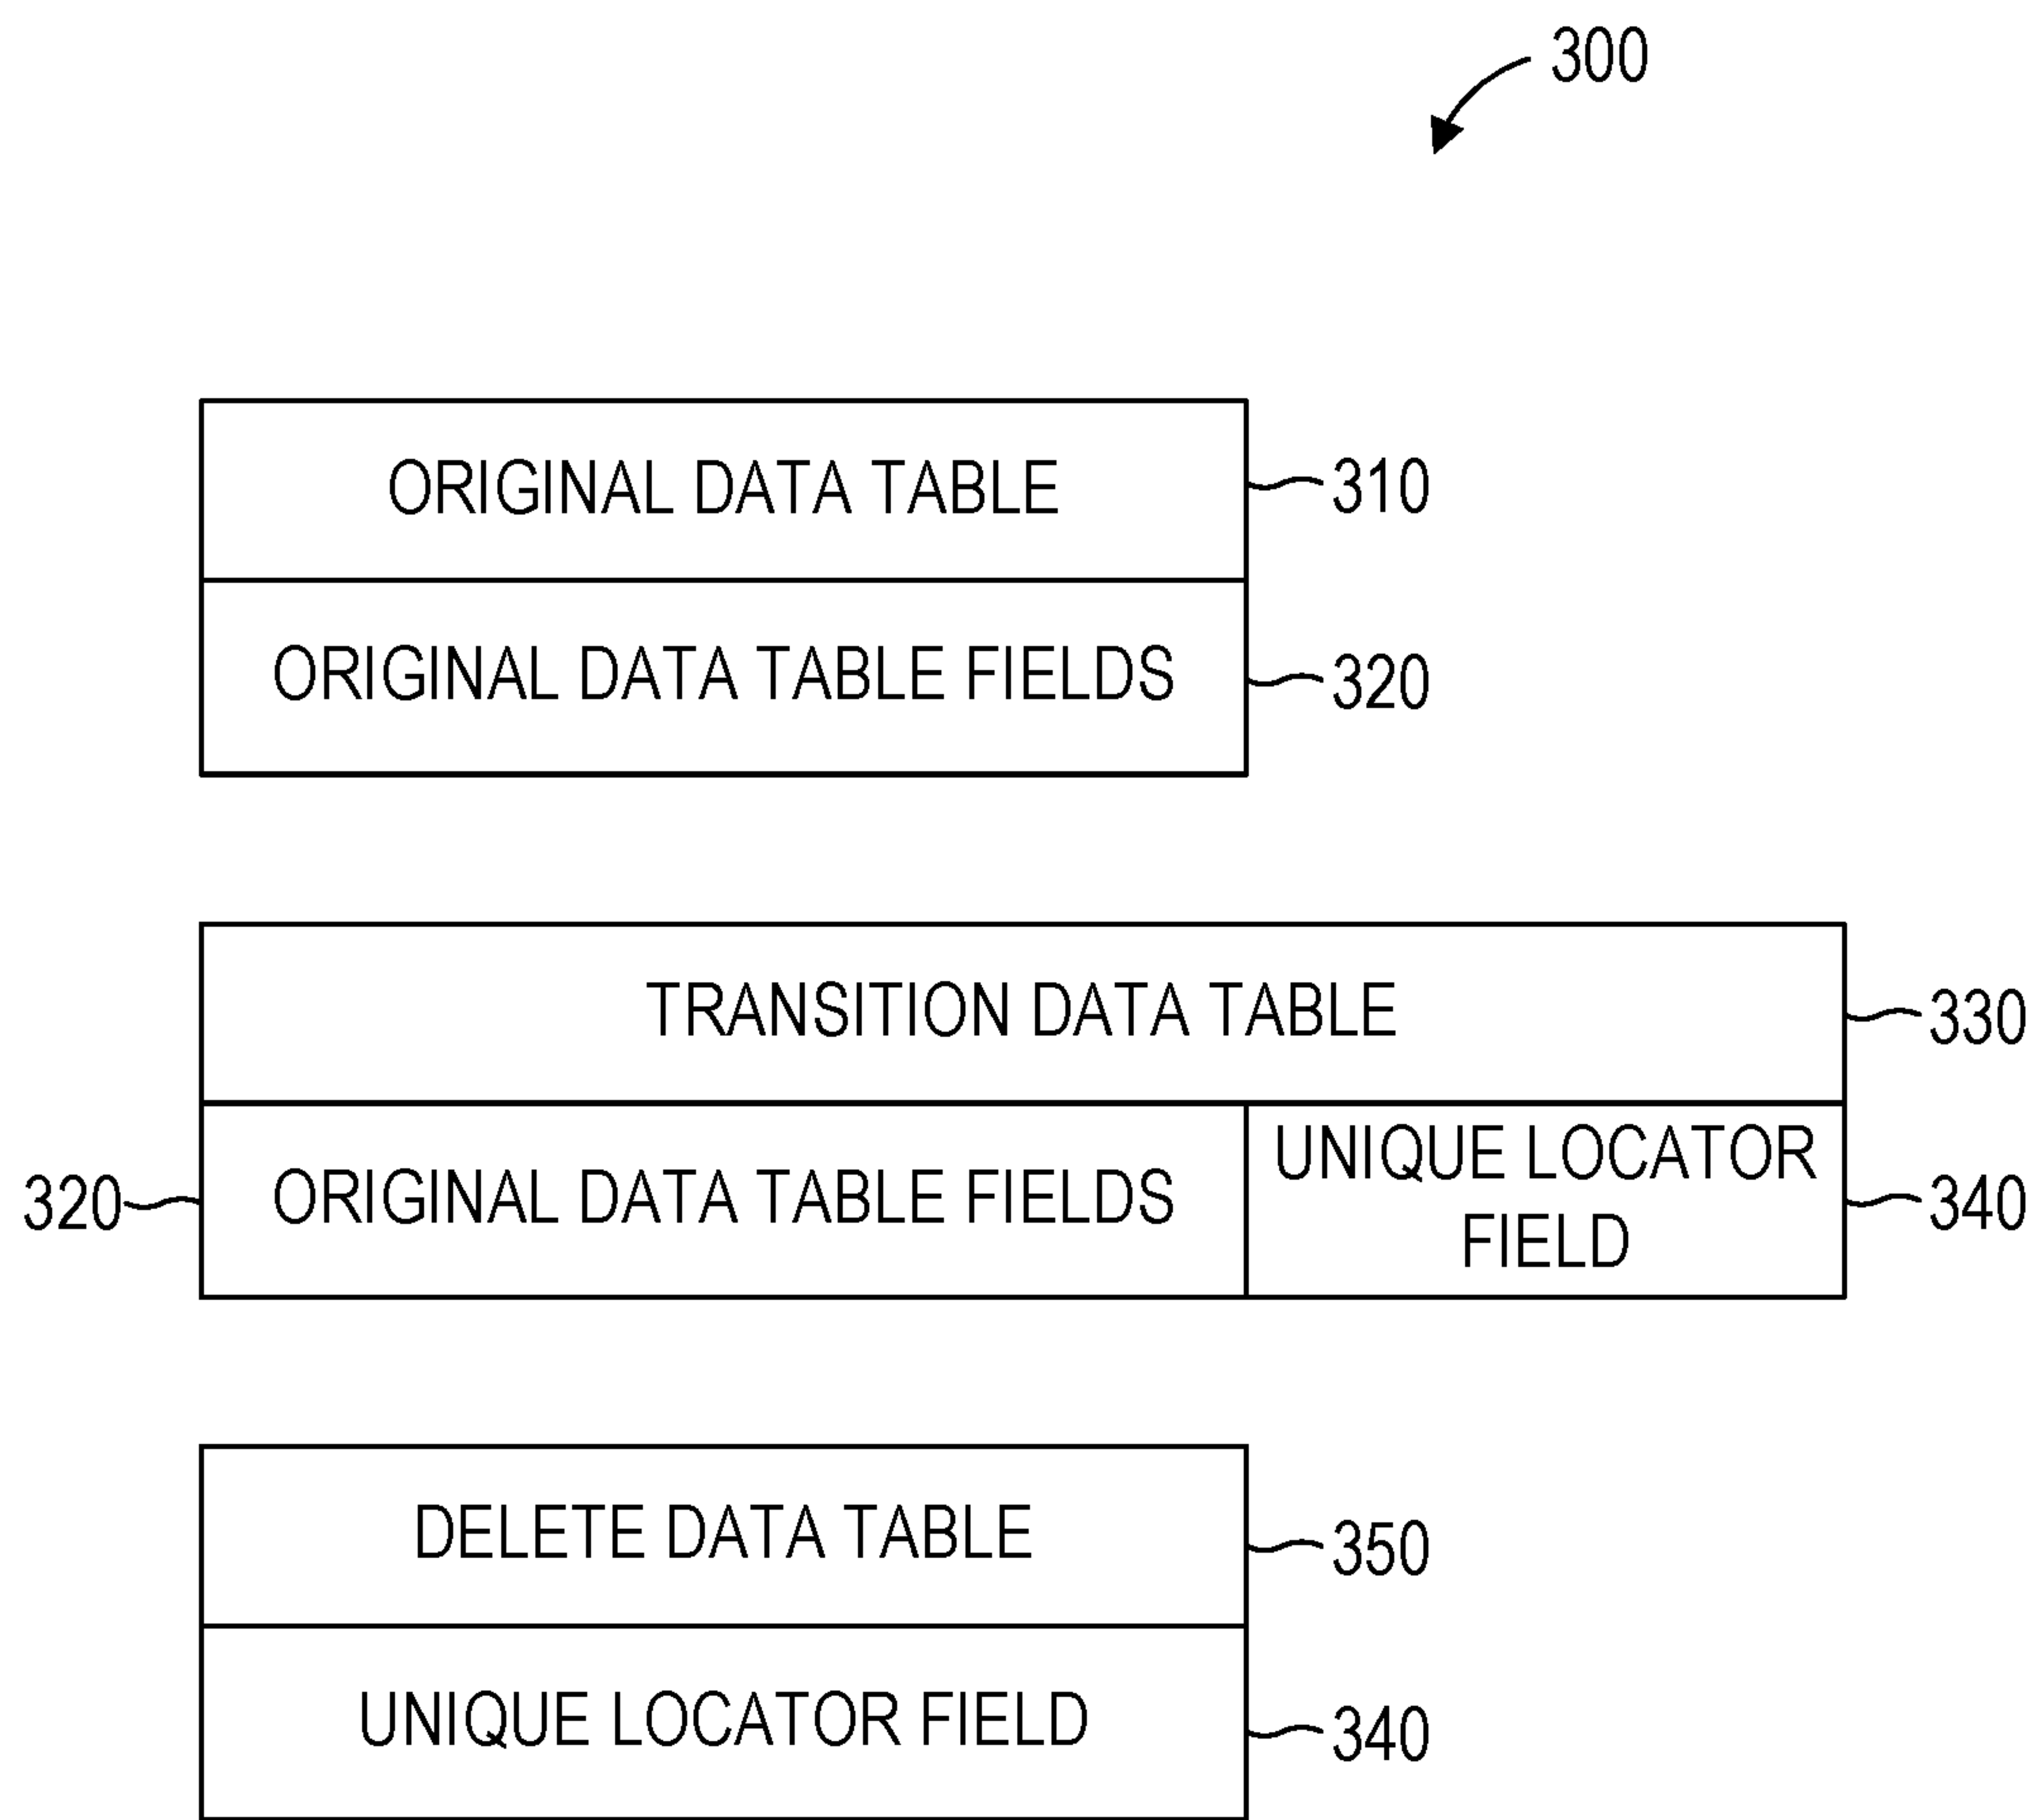 300
ORIGINAL DATA TABLE
310
ORIGINAL DATA TABLE FIELDS
320
TRANSITION DATA TABLE
330
320
ORIGINAL DATA TABLE FIELDS
UNIQUE LOCATOR
FIELD
340
DELETE DATA TABLE
350
UNIQUE LOCATOR FIELD
340